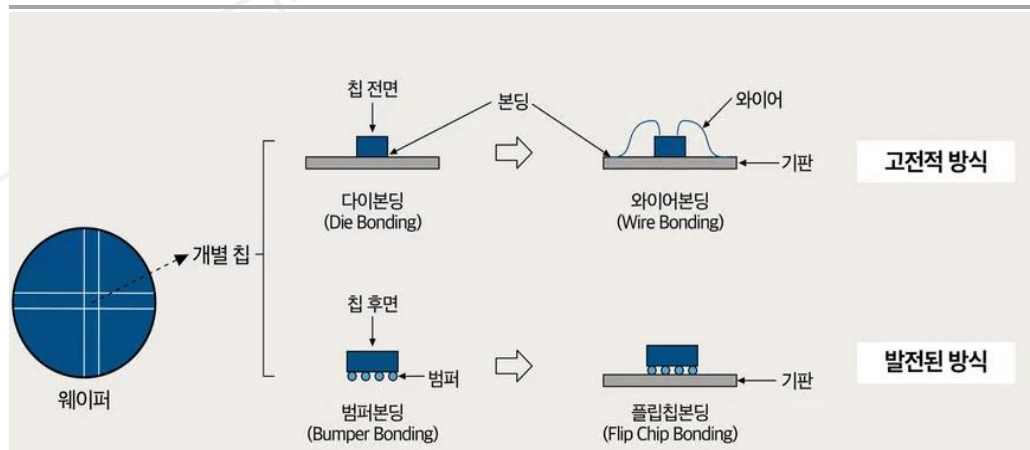 칩 전면
본딩
와이어
기판
고전적 방식
다이본딩
(Die Bonding)
와이어본딩
(Wire Bonding)
개별 칩
웨이퍼
칩 후면
범퍼
기판
발전된 방식
범퍼본딩
(Bumper Bonding)
플립칩본딩
(Flip Chip Bonding)